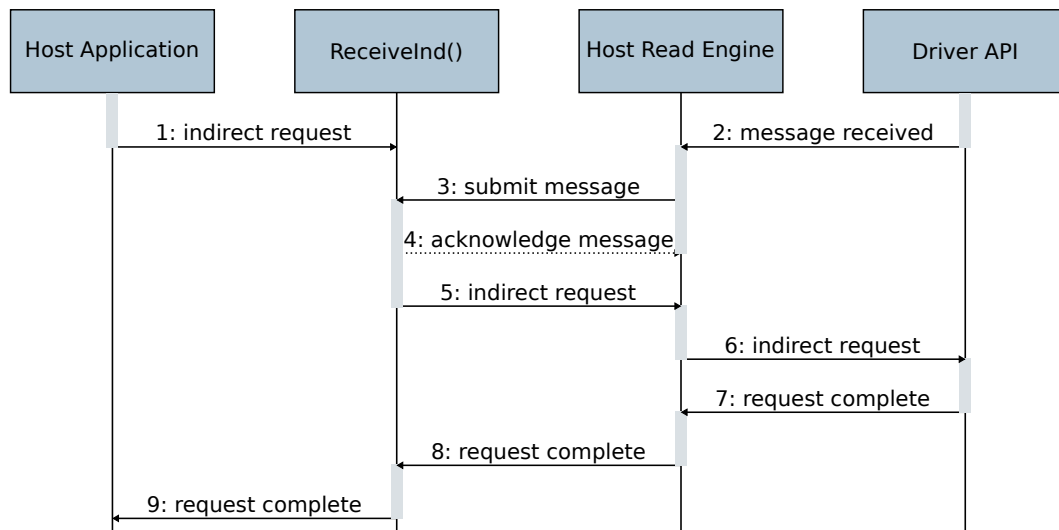 Host Application
ReceiveInd()
Host Read Engine
Driver API
1: indirect request
2: message received
3: submit message
4: acknowledge message
5: indirect request
6: indirect request
7: request complete
8: request complete
9: request complete